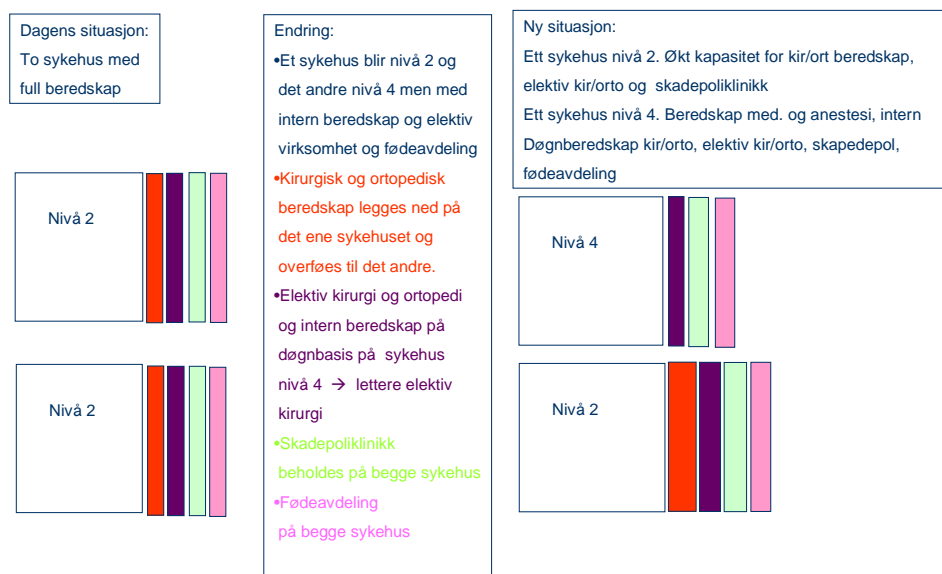 Dagens situasjon:
To sykehus med
full beredskap
Nivå 2
Nivå 2
Endring:
•Et sykehus blir nivå 2 og
det andre nivå 4 men med
intern beredskap og elektiv
virksomhet og fødeavdeling
•Kirurgisk og ortopedisk
beredskap legges ned på
det ene sykehuset og
overføes til det andre.
•Elektiv kirurgi og ortopedi
og intern beredskap på
døgnbasis på sykehus
nivå 4 → lettere elektiv
kirurgi
•Skadepoliklinikk
beholdes på begge sykehus
•Fødeavdeling
på begge sykehus
Ny situasjon:
Ett sykehus nivå 2. Økt kapasitet for kir/ort beredskap,
elektiv kir/orto og skadepoliklinikk
Ett sykehus nivå 4. Beredskap med. og anestesi, intern
Døgnberedskap kir/orto, elektiv kir/orto, skapedepol,
fødeavdeling
Nivå 4
Nivå 2